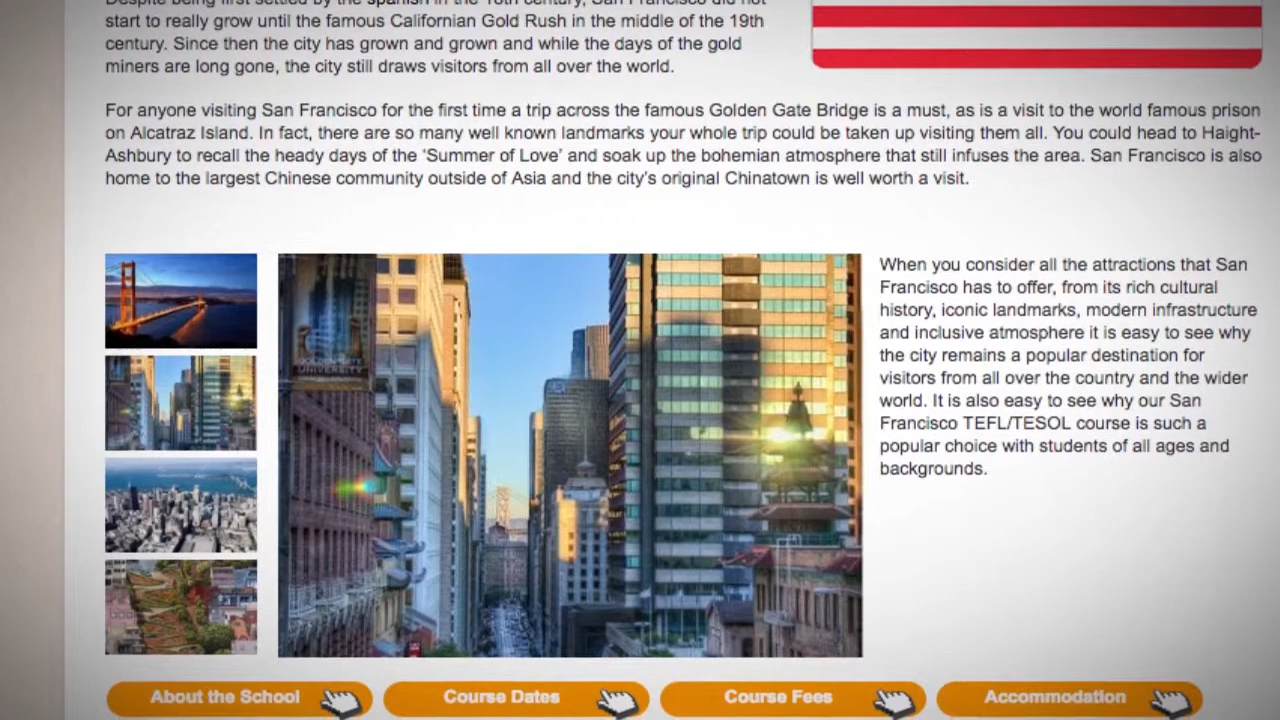 Despite being first settled by the spanish in the 18th century, San Francisco did not
start to really grow until the famous Californian Gold Rush in the middle of the 19th
century. Since then the city has grown and grown and while the days of the gold
miners are long gone, the city still draws visitors from all over the world.
For anyone visiting San Francisco for the first time a trip across the famous Golden Gate Bridge is a must, as is a visit to the world famous prison
on Alcatraz Island. In fact, there are so many well known landmarks your whole trip could be taken up visiting them all. You could head to Haight-
Ashbury to recall the heady days of the ‘Summer of Love’ and soak up the bohemian atmosphere that still infuses the area. San Francisco is also
home to the largest Chinese community outside of Asia and the city’s original Chinatown is well worth a visit.
GOLDEN GATE
UNIVERSITY
When you consider all the attractions that San
Francisco has to offer, from its rich cultural
history, iconic landmarks, modern infrastructure
and inclusive atmosphere it is easy to see why
the city remains a popular destination for
visitors from all over the country and the wider
world. It is also easy to see why our San
Francisco TEFL/TESOL course is such a
popular choice with students of all ages and
backgrounds.
About the School
Course Dates
Course Fees
Accommodation